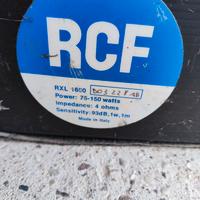 RCF
RXL 1600
Power: 75-150 watts
Impedance: 4 ohms
Sensitivity: 93dB,1w,1m
Made in Italy